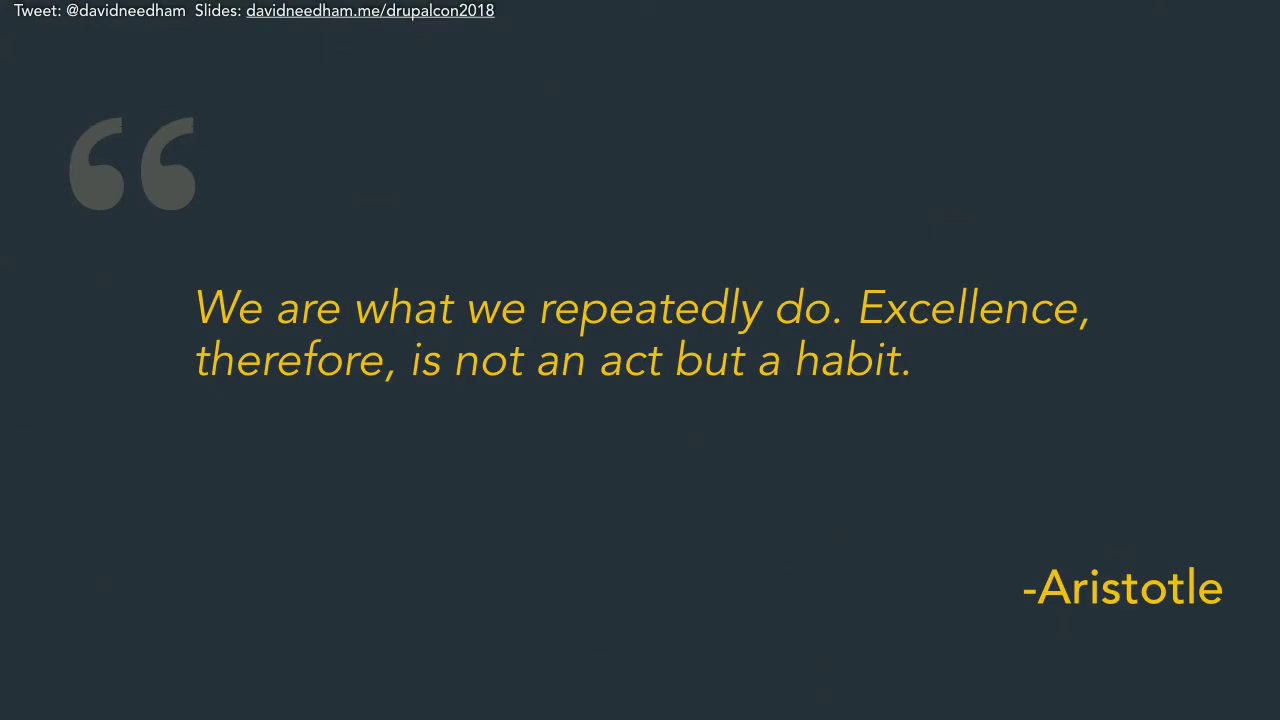 Tweet: @davidneedham Slides: davidneedham.me/drupalcon2018
“
We are what we repeatedly do. Excellence,
therefore, is not an act but a habit.
-Aristotle